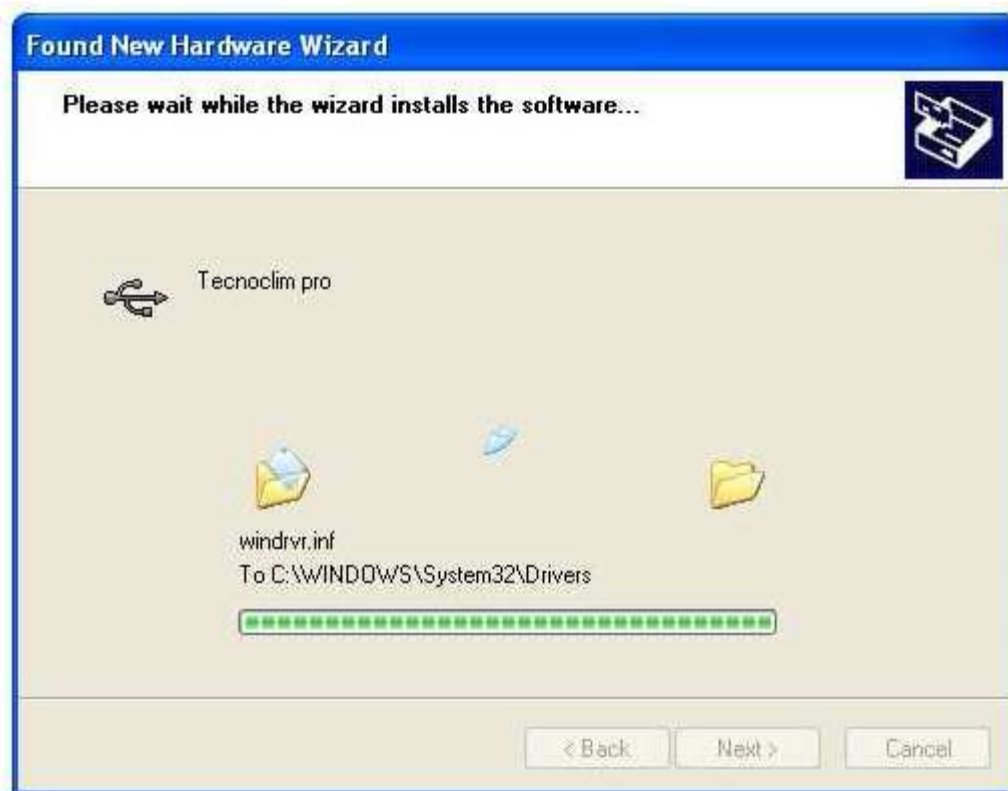 Found New Hardware Wizard
Please wait while the wizard installs the software...
Tecnoclim pro
windrvr.inf
To C:\WINDOWS\System32\Drivers
< Back
Next >
Cancel